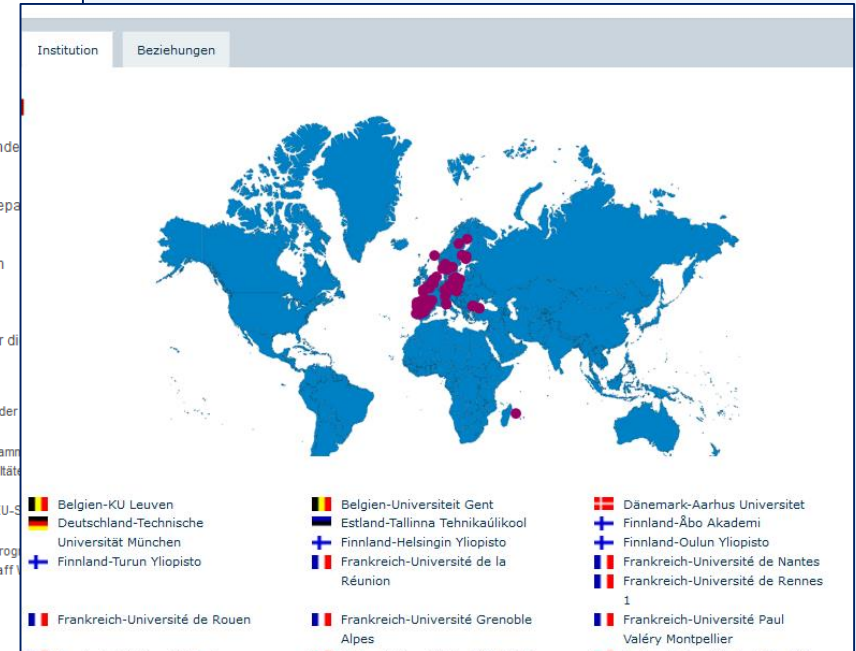 Institution
Beziehungen
Belgien-KU Leuven
Belgien-Universiteit Gent
Dänemark-Aarhus Universitet
Deutschland-Technische
Universität München
Estland-Tallinna Tehnikaúlikool
Finnland-Åbo Akademi
Finnland-Helsingin Yliopisto
Finnland-Oulun Yliopisto
Finnland-Turun Yliopisto
Frankreich-Université de la
Réunion
Frankreich-Université de Nantes
Frankreich-Université de Rennes
1
Frankreich-Université de Rouen
Frankreich-Université Grenoble
Alpes
Frankreich-Université Paul
Valéry Montpellier